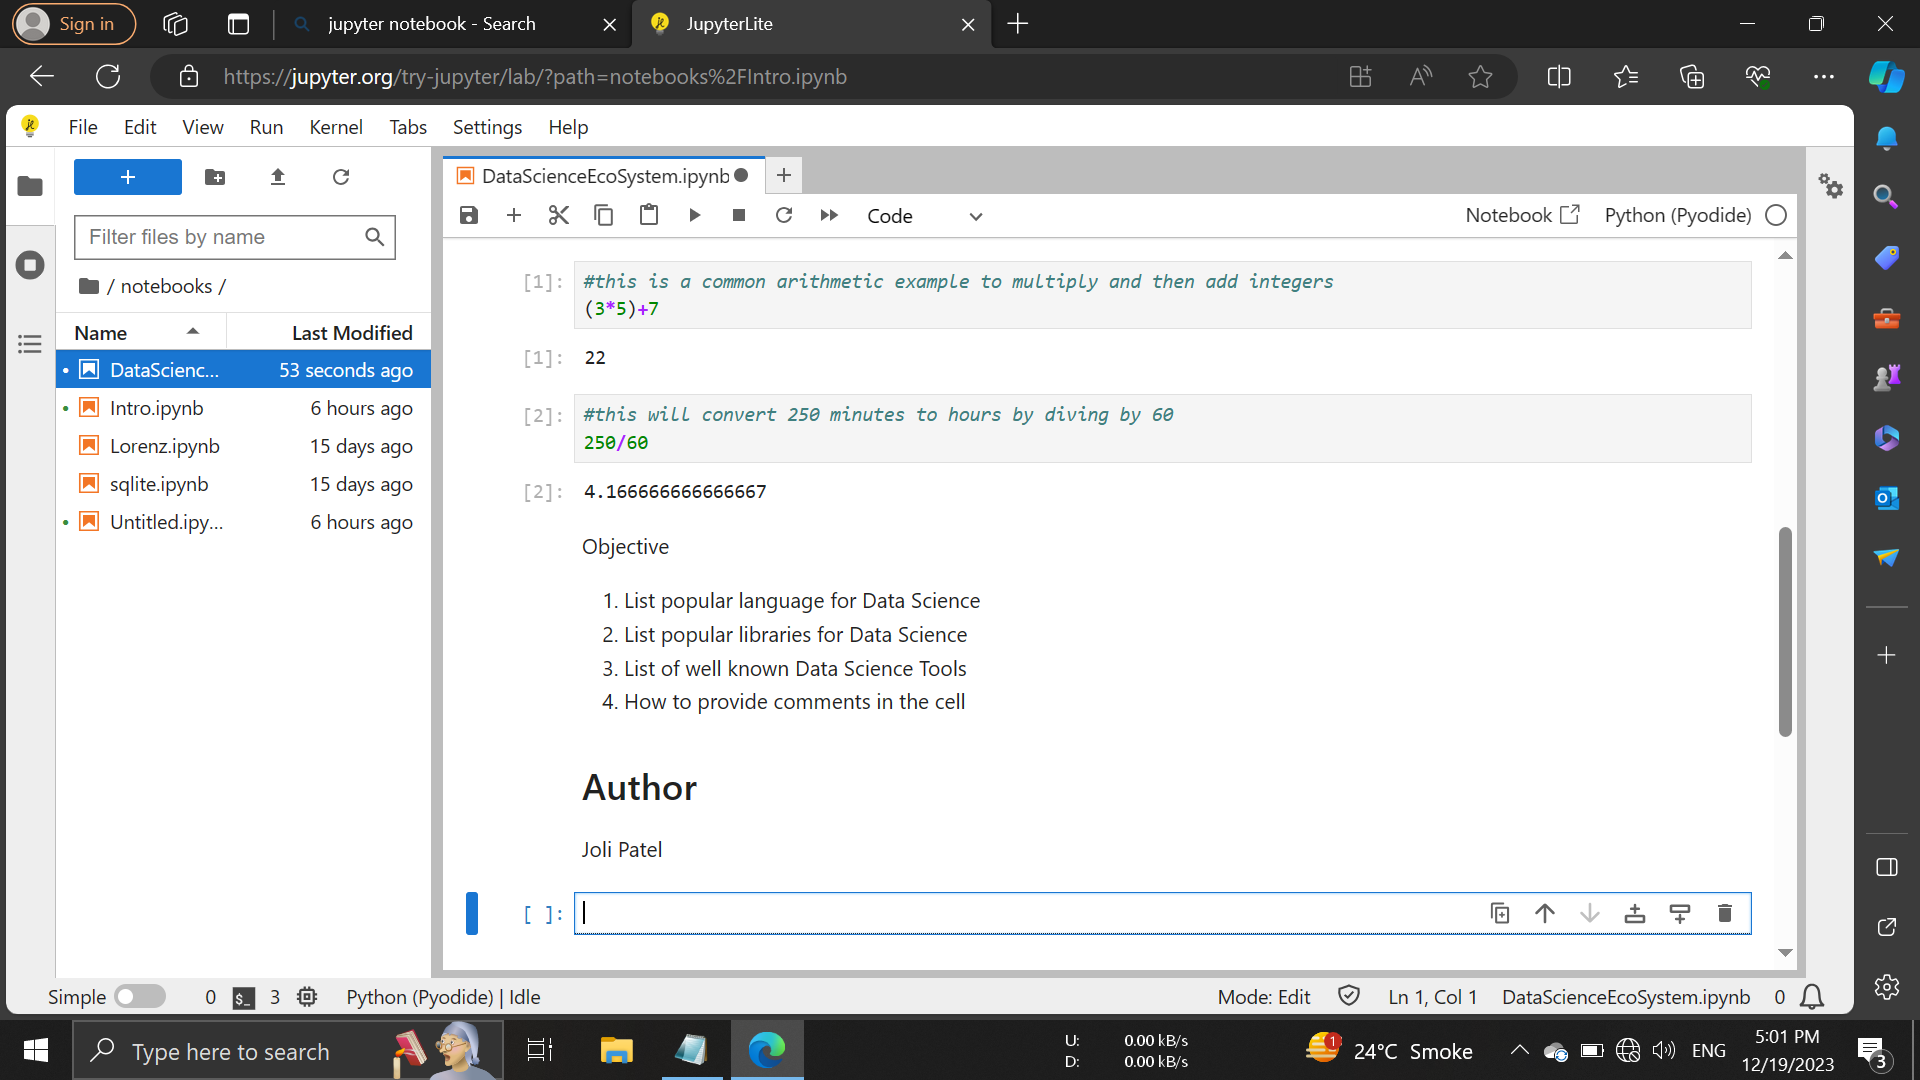 Sign in
jupyter notebook - Search
JupyterLite
https://jupyter.org/try-jupyter/lab/?path=notebooks%2FIntro.ipynb
File Edit View Run Kernel Tabs Settings Help
DataScienceEcoSystem.ipynb
Code
Notebook
Python (Pyodide)
Filter files by name
/ notebooks /
Name Last Modified
DataScienc... 53 seconds ago
Intro.ipynb 6 hours ago
Lorenz.ipynb 15 days ago
sqlite.ipynb 15 days ago
Untitled.ipy... 6 hours ago
[1]: #this is a common arithmetic example to multiply and then add integers
(3*5)+7
[1]: 22
[2]: #this will convert 250 minutes to hours by diving by 60
250/60
[2]: 4.166666666666667
Objective
1. List popular language for Data Science
2. List popular libraries for Data Science
3. List of well known Data Science Tools
4. How to provide comments in the cell
Author
Joli Patel
[ ]:
Simple 0 $_ 3 Python (Pyodide) | Idle
Mode: Edit Ln 1, Col 1 DataScienceEcoSystem.ipynb 0
Type here to search
U: 0.00 kB/s
D: 0.00 kB/s
1
24°C Smoke
ENG
5:01 PM
12/19/2023
3